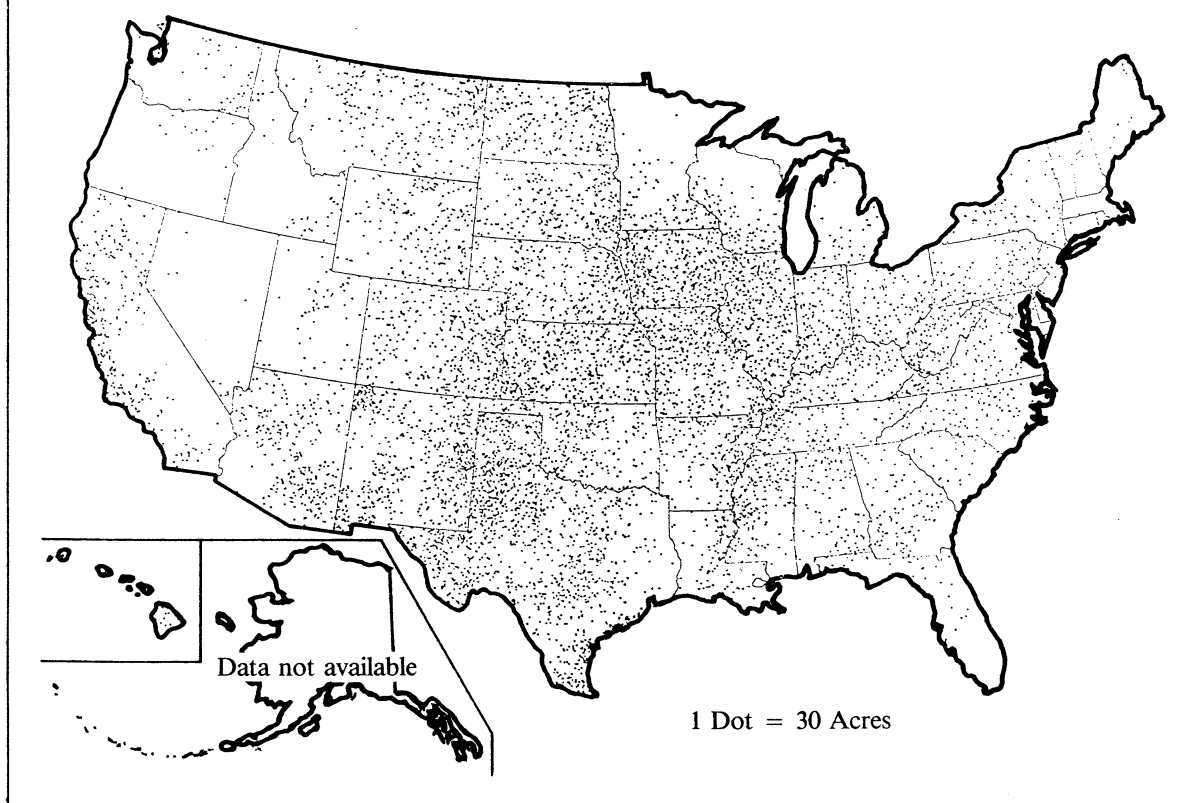 Data not available
1 Dot = 30 Acres